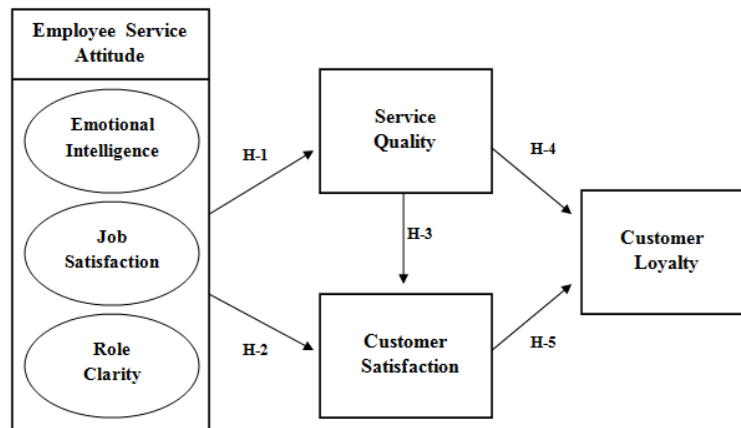 Employee Service
Attitude
Emotional
Intelligence
Job
Satisfaction
Role
Clarity
H-1
H-2
Service
Quality
H-3
Customer
Satisfaction
H-4
H-5
Customer
Loyalty